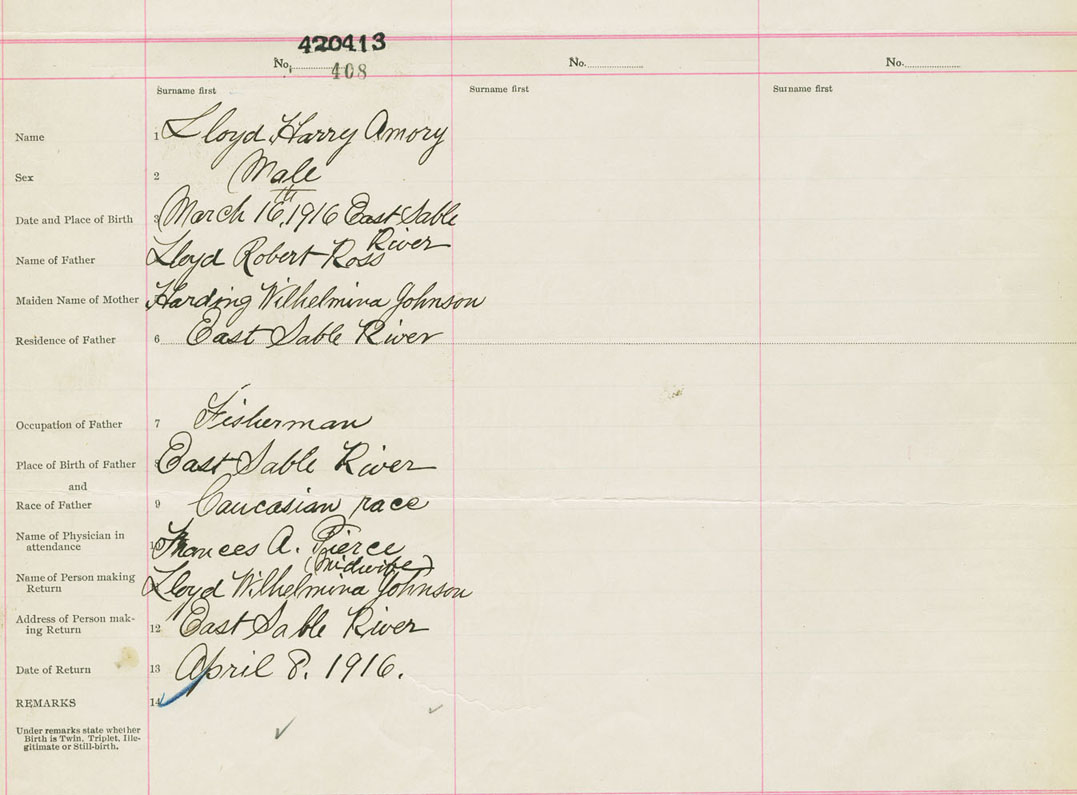 420413
No. 408
No.
No.
Surname first
Surname first
Surname first
Name 1 Lloyd Harry Amory
Sex 2 Male
Date and Place of Birth 3 March 16th, 1916 East Sable
River
Name of Father Lloyd Robert Ross
Maiden Name of Mother Harding Wilhelmina Johnson
Residence of Father 6 East Sable River
Occupation of Father 7 Fisherman
Place of Birth of Father 8 East Sable River
and
Race of Father 9 Caucasian race
Name of Physician in
attendance 10 Frances A. Pierce
(Midwife)
Name of Person making
Return 11 Lloyd Wilhelmina Johnson
Address of Person mak-
ing Return 12 East Sable River
Date of Return 13 April 8. 1916.
REMARKS 14
Under remarks state whether
Birth is Twin, Triplet, Ille-
gitimate or Still-birth.